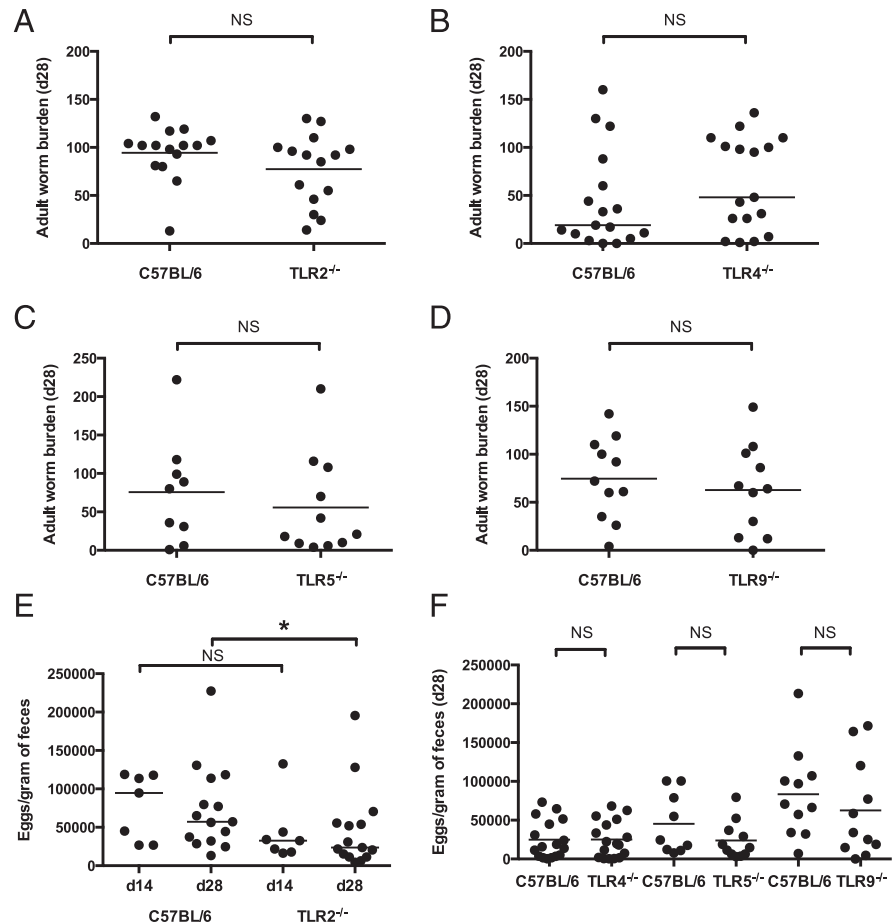 A
NS
Adult worm burden (d28)
200
150
100
50
0
C57BL/6 TLR2-/-
B
NS
Adult worm burden (d28)
200
150
100
50
0
C57BL/6 TLR4-/-
C
NS
Adult worm burden (d28)
250
200
150
100
50
0
C57BL/6 TLR5-/-
D
NS
Adult worm burden (d28)
200
150
100
50
0
C57BL/6 TLR9-/-
E
*
NS
Eggs/gram of feces
250000
200000
150000
100000
50000
0
d14 d28 d14 d28
C57BL/6 TLR2-/-
F
NS NS NS
Eggs/gram of feces (d28)
250000
200000
150000
100000
50000
0
C57BL/6 TLR4-/- C57BL/6 TLR5-/- C57BL/6 TLR9-/-